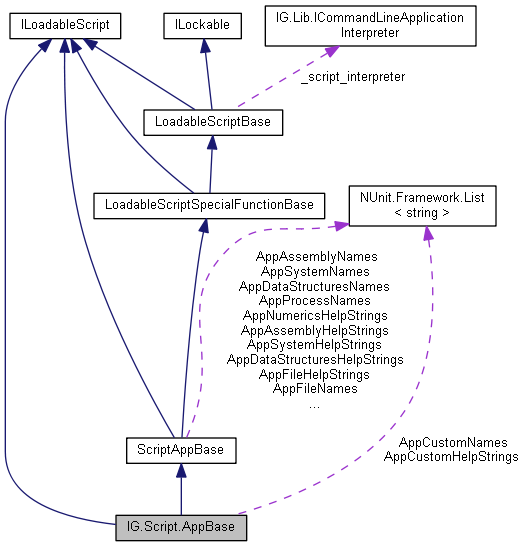 ILoadableScript
ILockable
IG.Lib.ICommandLineApplication
Interpreter
_script_interpreter
LoadableScriptBase
LoadableScriptSpecialFunctionBase
NUnit.Framework.List
< string >
AppAssemblyNames
AppSystemNames
AppDataStructuresNames
AppProcessNames
AppNumericsHelpStrings
AppAssemblyHelpStrings
AppSystemHelpStrings
AppDataStructuresHelpStrings
AppFileHelpStrings
AppFileNames
...
ScriptAppBase
AppCustomNames
AppCustomHelpStrings
IG.Script.AppBase